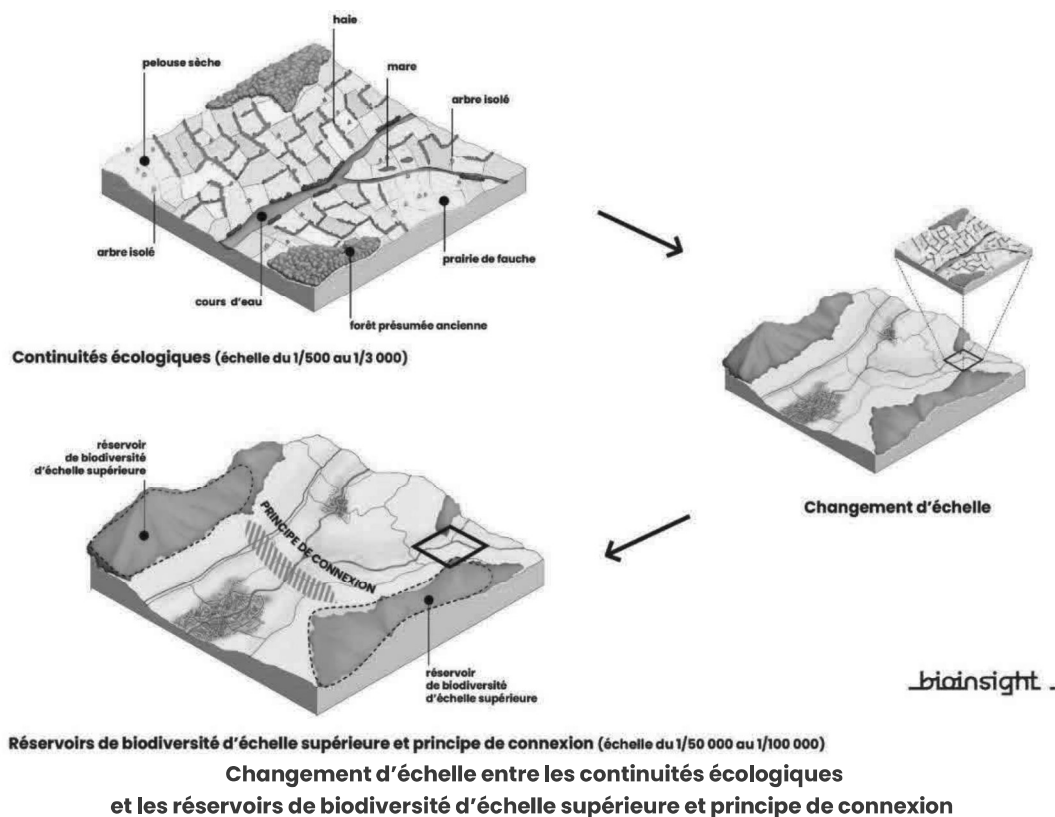 haie
pelouse sèche
mare
arbre isolé
arbre isolé
prairie de fauche
cours d'eau
forêt présumée ancienne
Continuités écologiques (échelle du 1/500 au 1/3 000)
Changement d'échelle
réservoir
de biodiversité
d'échelle supérieure
PRINCIPE DE CONNEXION
réservoir
de biodiversité
d'échelle supérieure
bioinsight
Réservoirs de biodiversité d'échelle supérieure et principe de connexion (échelle du 1/50 000 au 1/100 000)
Changement d'échelle entre les continuités écologiques
et les réservoirs de biodiversité d'échelle supérieure et principe de connexion